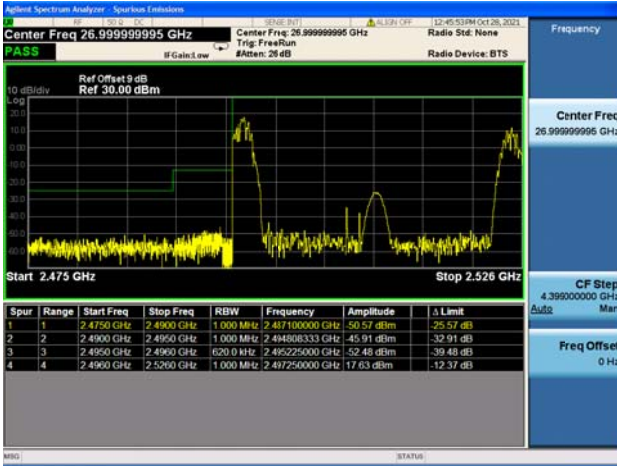 Agilent Spectrum Analyzer - Spurious Emissions
RF 50 Ω DC SENSE:INT ALIGN OFF 12:45:53 PM Oct 28, 2021
Center Freq 26.999999995 GHz
Center Freq: 26.999999995 GHz
Radio Std: None
Trig: FreeRun
PASS
IFGain:Low
#Atten: 26 dB
Radio Device: BTS
Frequency
Ref Offset 9 dB
10 dB/div Ref 30.00 dBm
Log
20.0
10.0
0.00
Start 2.475 GHz
Stop 2.526 GHz
Center Freq
26.999999995 GHz
CF Step
4.399000000 GHz
Auto Man
Freq Offset
0 Hz
Spur Range Start Freq Stop Freq RBW Frequency Amplitude Δ Limit
1 1 2.4750 GHz 2.4900 GHz 1.000 MHz 2.487100000 GHz -50.57 dBm -25.57 dB
2 2 2.4900 GHz 2.4950 GHz 1.000 MHz 2.494808333 GHz -45.91 dBm -32.91 dB
3 3 2.4950 GHz 2.4960 GHz 620.0 kHz 2.495225000 GHz -52.48 dBm -39.48 dB
4 4 2.4960 GHz 2.5260 GHz 1.000 MHz 2.497250000 GHz 17.63 dBm -12.37 dB
MSG
STATUS